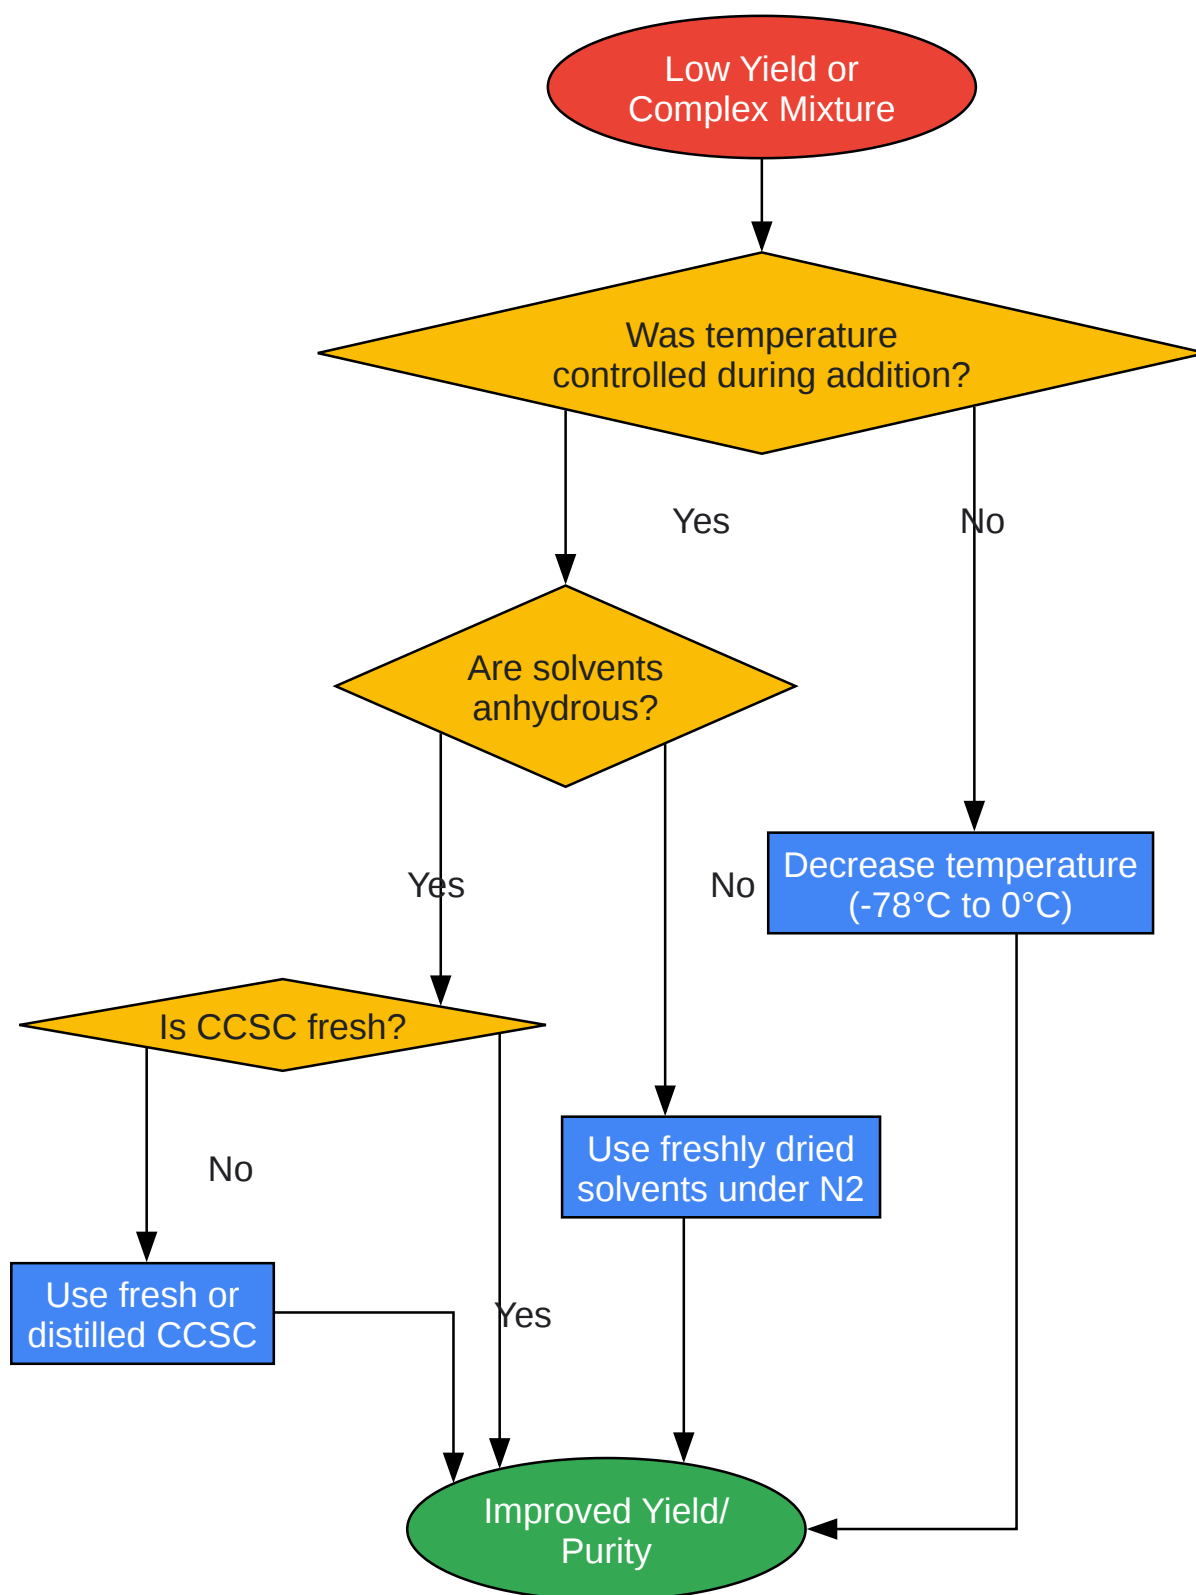 Low Yield or
Complex Mixture
Was temperature
controlled during addition?
Yes
No
Are solvents
anhydrous?
Decrease temperature
(-78°C to 0°C)
Yes
No
Is CCSC fresh?
Use freshly dried
solvents under N2
No
Use fresh or
distilled CCSC
Yes
Improved Yield/
Purity